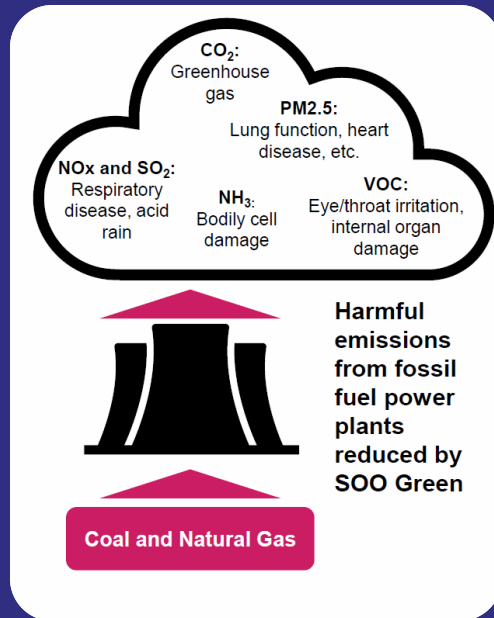 CO₂:
Greenhouse
gas
PM2.5:
Lung function, heart
disease, etc.
NOx and SO₂:
Respiratory
disease, acid
rain
NH₃:
Bodily cell
damage
VOC:
Eye/throat irritation,
internal organ
damage
Harmful
emissions
from fossil
fuel power
plants
reduced by
SOO Green
Coal and Natural Gas